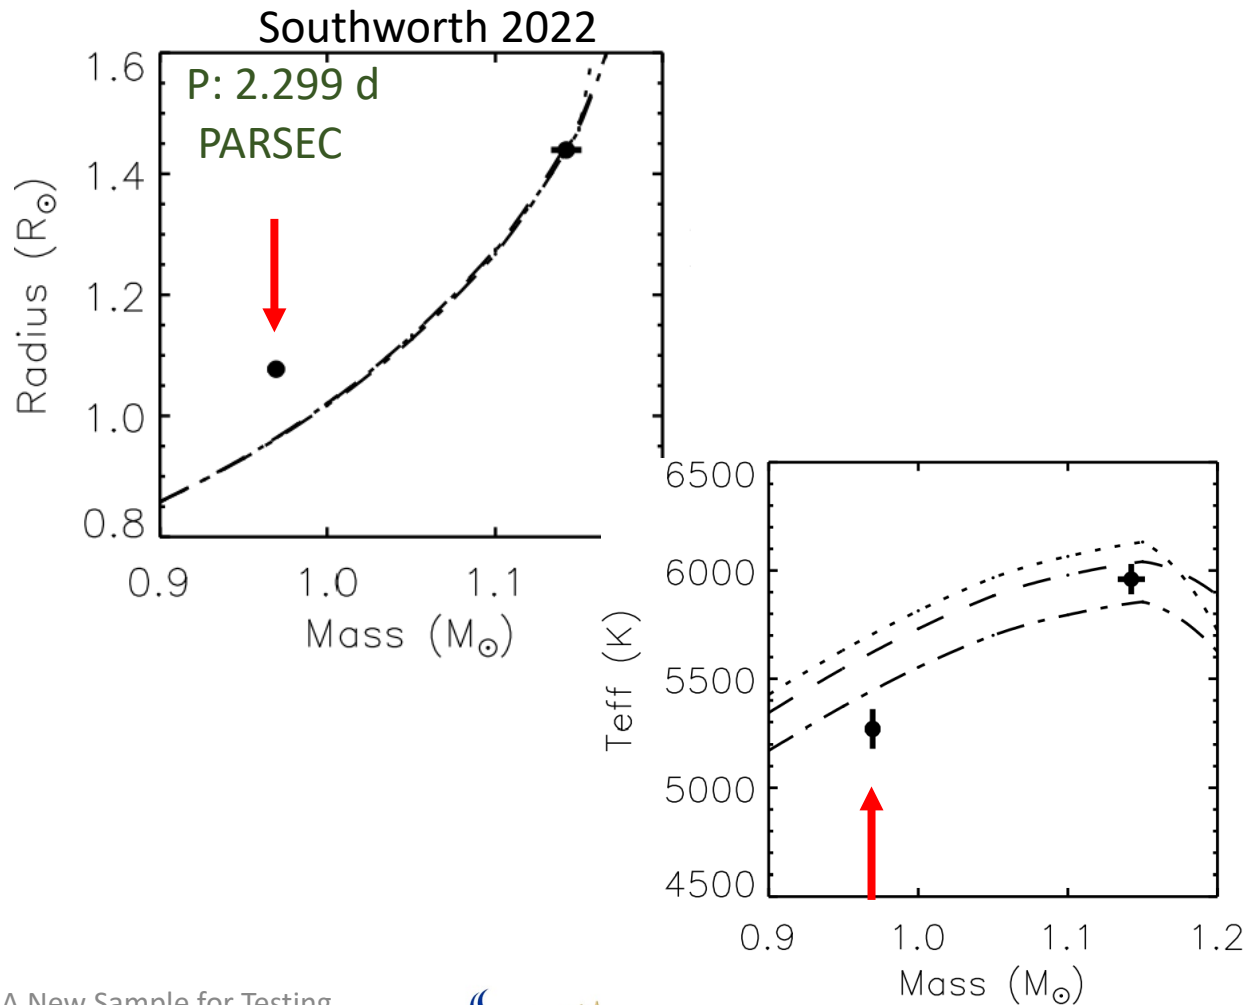 Southworth 2022
P: 2.299 d
PARSEC
1.6
1.4
1.2
1.0
0.8
Radius (R☉)
0.9 1.0 1.1
Mass (M☉)
6500
6000
5500
5000
4500
Teff (K)
0.9 1.0 1.1 1.2
Mass (M☉)
A New Sample for Testing